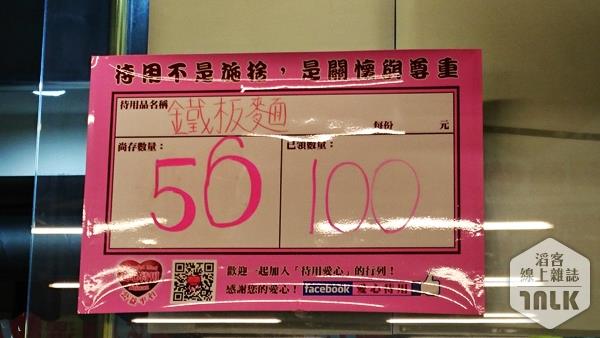 待用不是施捨，是關懷與尊重
待用品名稱 鐵板麵 每份 元
尚存數量： 已領數量：
56 100
歡迎一起加入「待用愛心」的行列！
感謝您的愛心！ facebook 愛心待用
滔客
線上雜誌
TALK